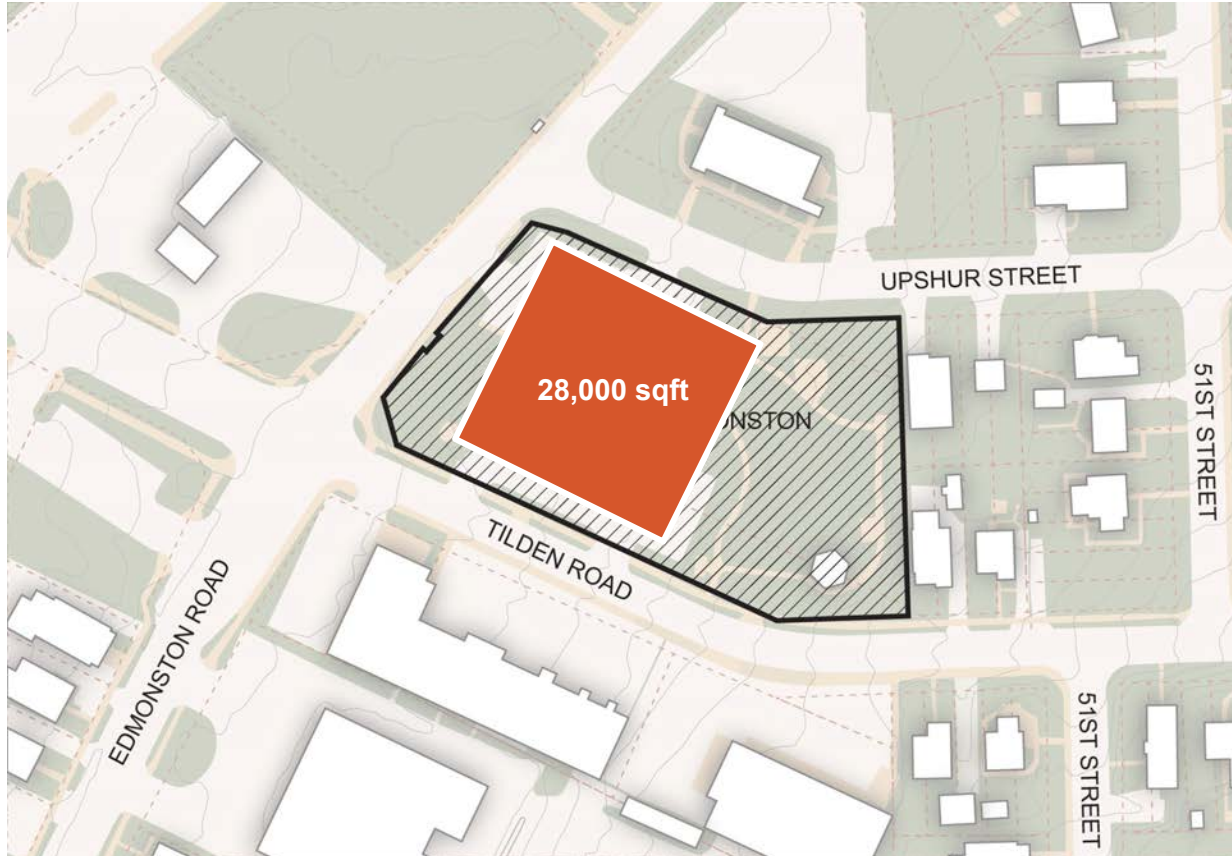 UPSHUR STREET
28,000 sqft
ONSTON
51ST STREET
TILDEN ROAD
EDMONSTON ROAD
51ST STREET